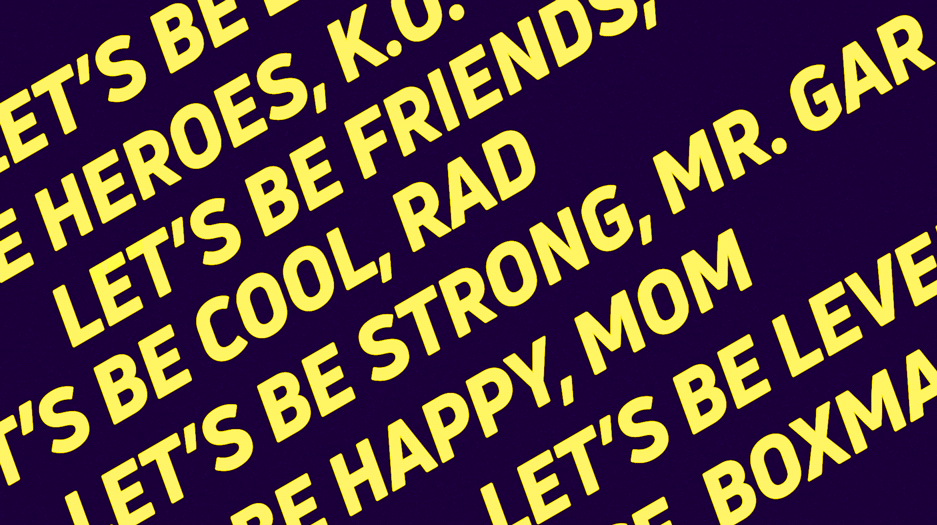 LET'S BE
HEROES, K.O.
LET'S BE FRIENDS,
BE COOL, RAD
LET'S BE STRONG, MR. GAR
BE HAPPY, MOM
LET'S BE LEVE
BOXMA